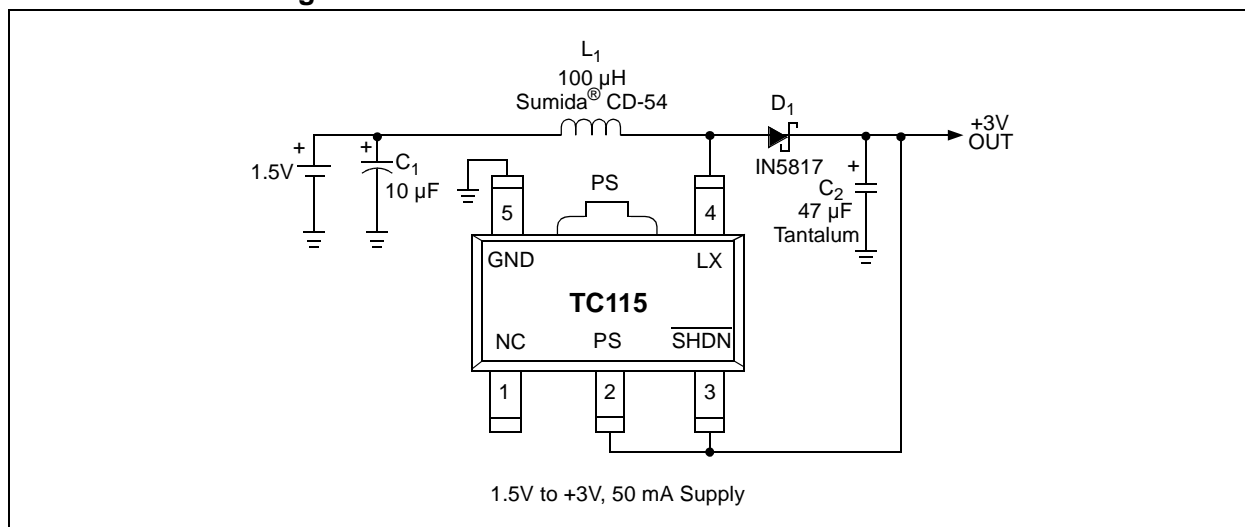 L1
100 µH
Sumida® CD-54
D1
+3V
OUT
IN5817
+
1.5V
+
C1
10 µF
+
C2
47 µF
Tantalum
PS
5
4
GND
LX
TC115
NC
PS
SHDN
1
2
3
1.5V to +3V, 50 mA Supply